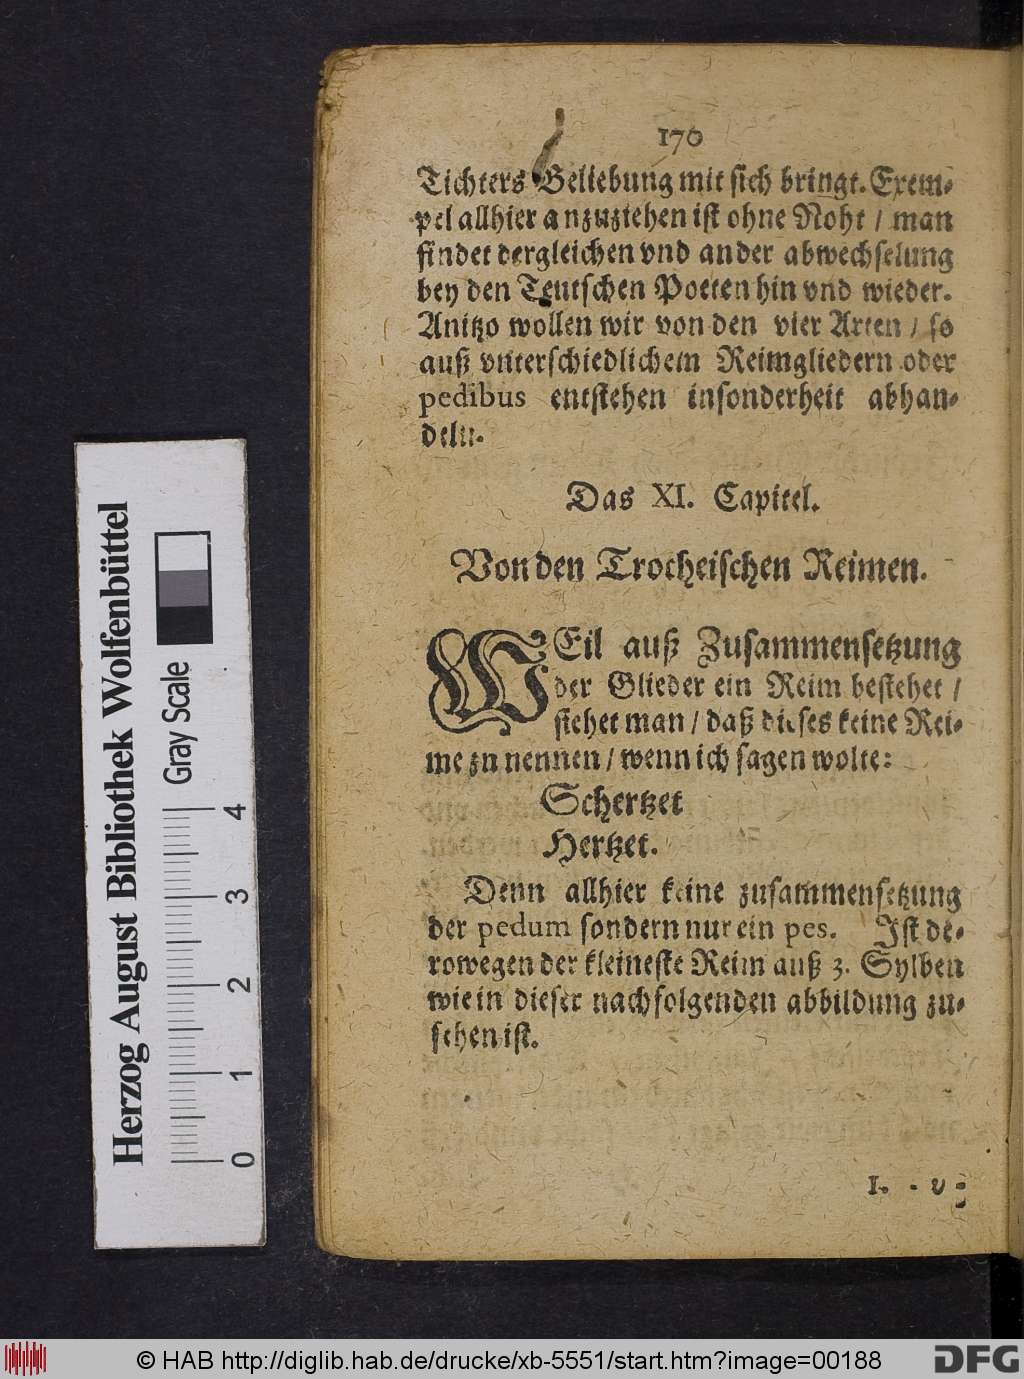 170
Tichters Beliebung mit sich bringt. Exem-
pel allhier anzuziehen ist ohne Noht / man
findet dergleichen vnd ander abwechselung
bey den Teutschen Poeten hin vnd wieder.
Anitzo wollen wir von den vier Arten / so
auß vnterschiedlichem Reimgliedern oder
pedibus entstehen insonderheit abhan-
deln.
Das XI. Capitel.
Von den Trocheischen Reimen.
WEil auß Zusammensetzung
der Glieder ein Reim bestehet /
siehet man / daß dieses keine Rei-
me zu nennen / wenn ich sagen wolte:
Schertzet
Hertzet.
Denn allhier keine zusammensetzung
der pedum sondern nur ein pes. Ist de-
rowegen der kleineste Reim auß 3. Sylben
wie in dieser nachfolgenden abbildung zu-
sehen ist.
I. - υ -
Herzog August Bibliothek Wolfenbüttel
Gray Scale
0 1 2 3 4
© HAB http://diglib.hab.de/drucke/xb-5551/start.htm?image=00188
DFG